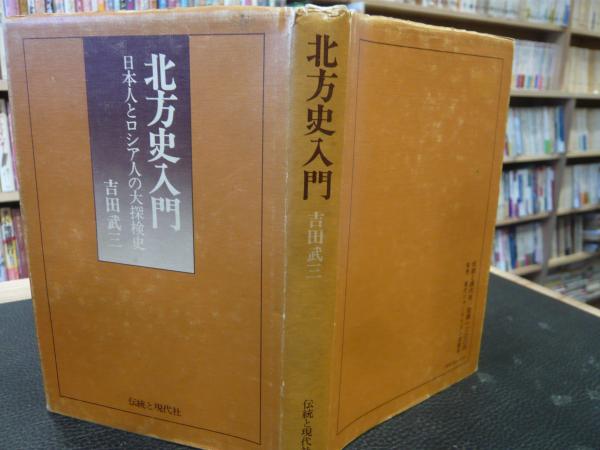 北方史入門
日本人とロシア人の大探検史
吉田武三
伝統と現代社
北方史入門
吉田武三
伝統と現代社